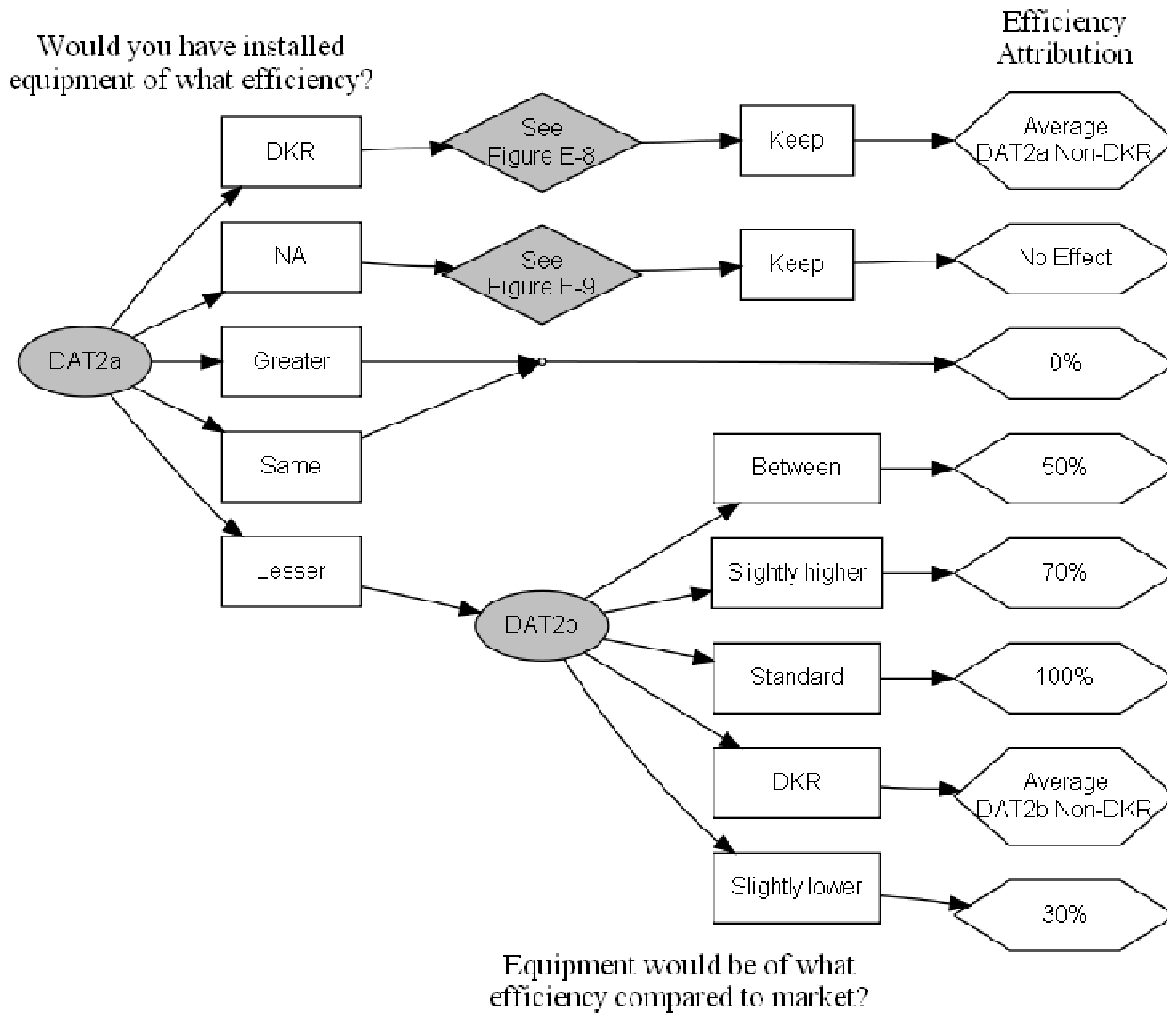 Would you have installed
equipment of what efficiency?
Efficiency
Attribution
DKR
See
Figure E-8
Keep
Average
DAT2a Non-DKR
NA
See
Figure E-9
Keep
No Effect
DAT2a
Greater
0%
Same
Between
50%
Lesser
DAT2b
Slightly higher
70%
Standard
100%
DKR
Average
DAT2b Non-DKR
Slightly lower
30%
Equipment would be of what
efficiency compared to market?